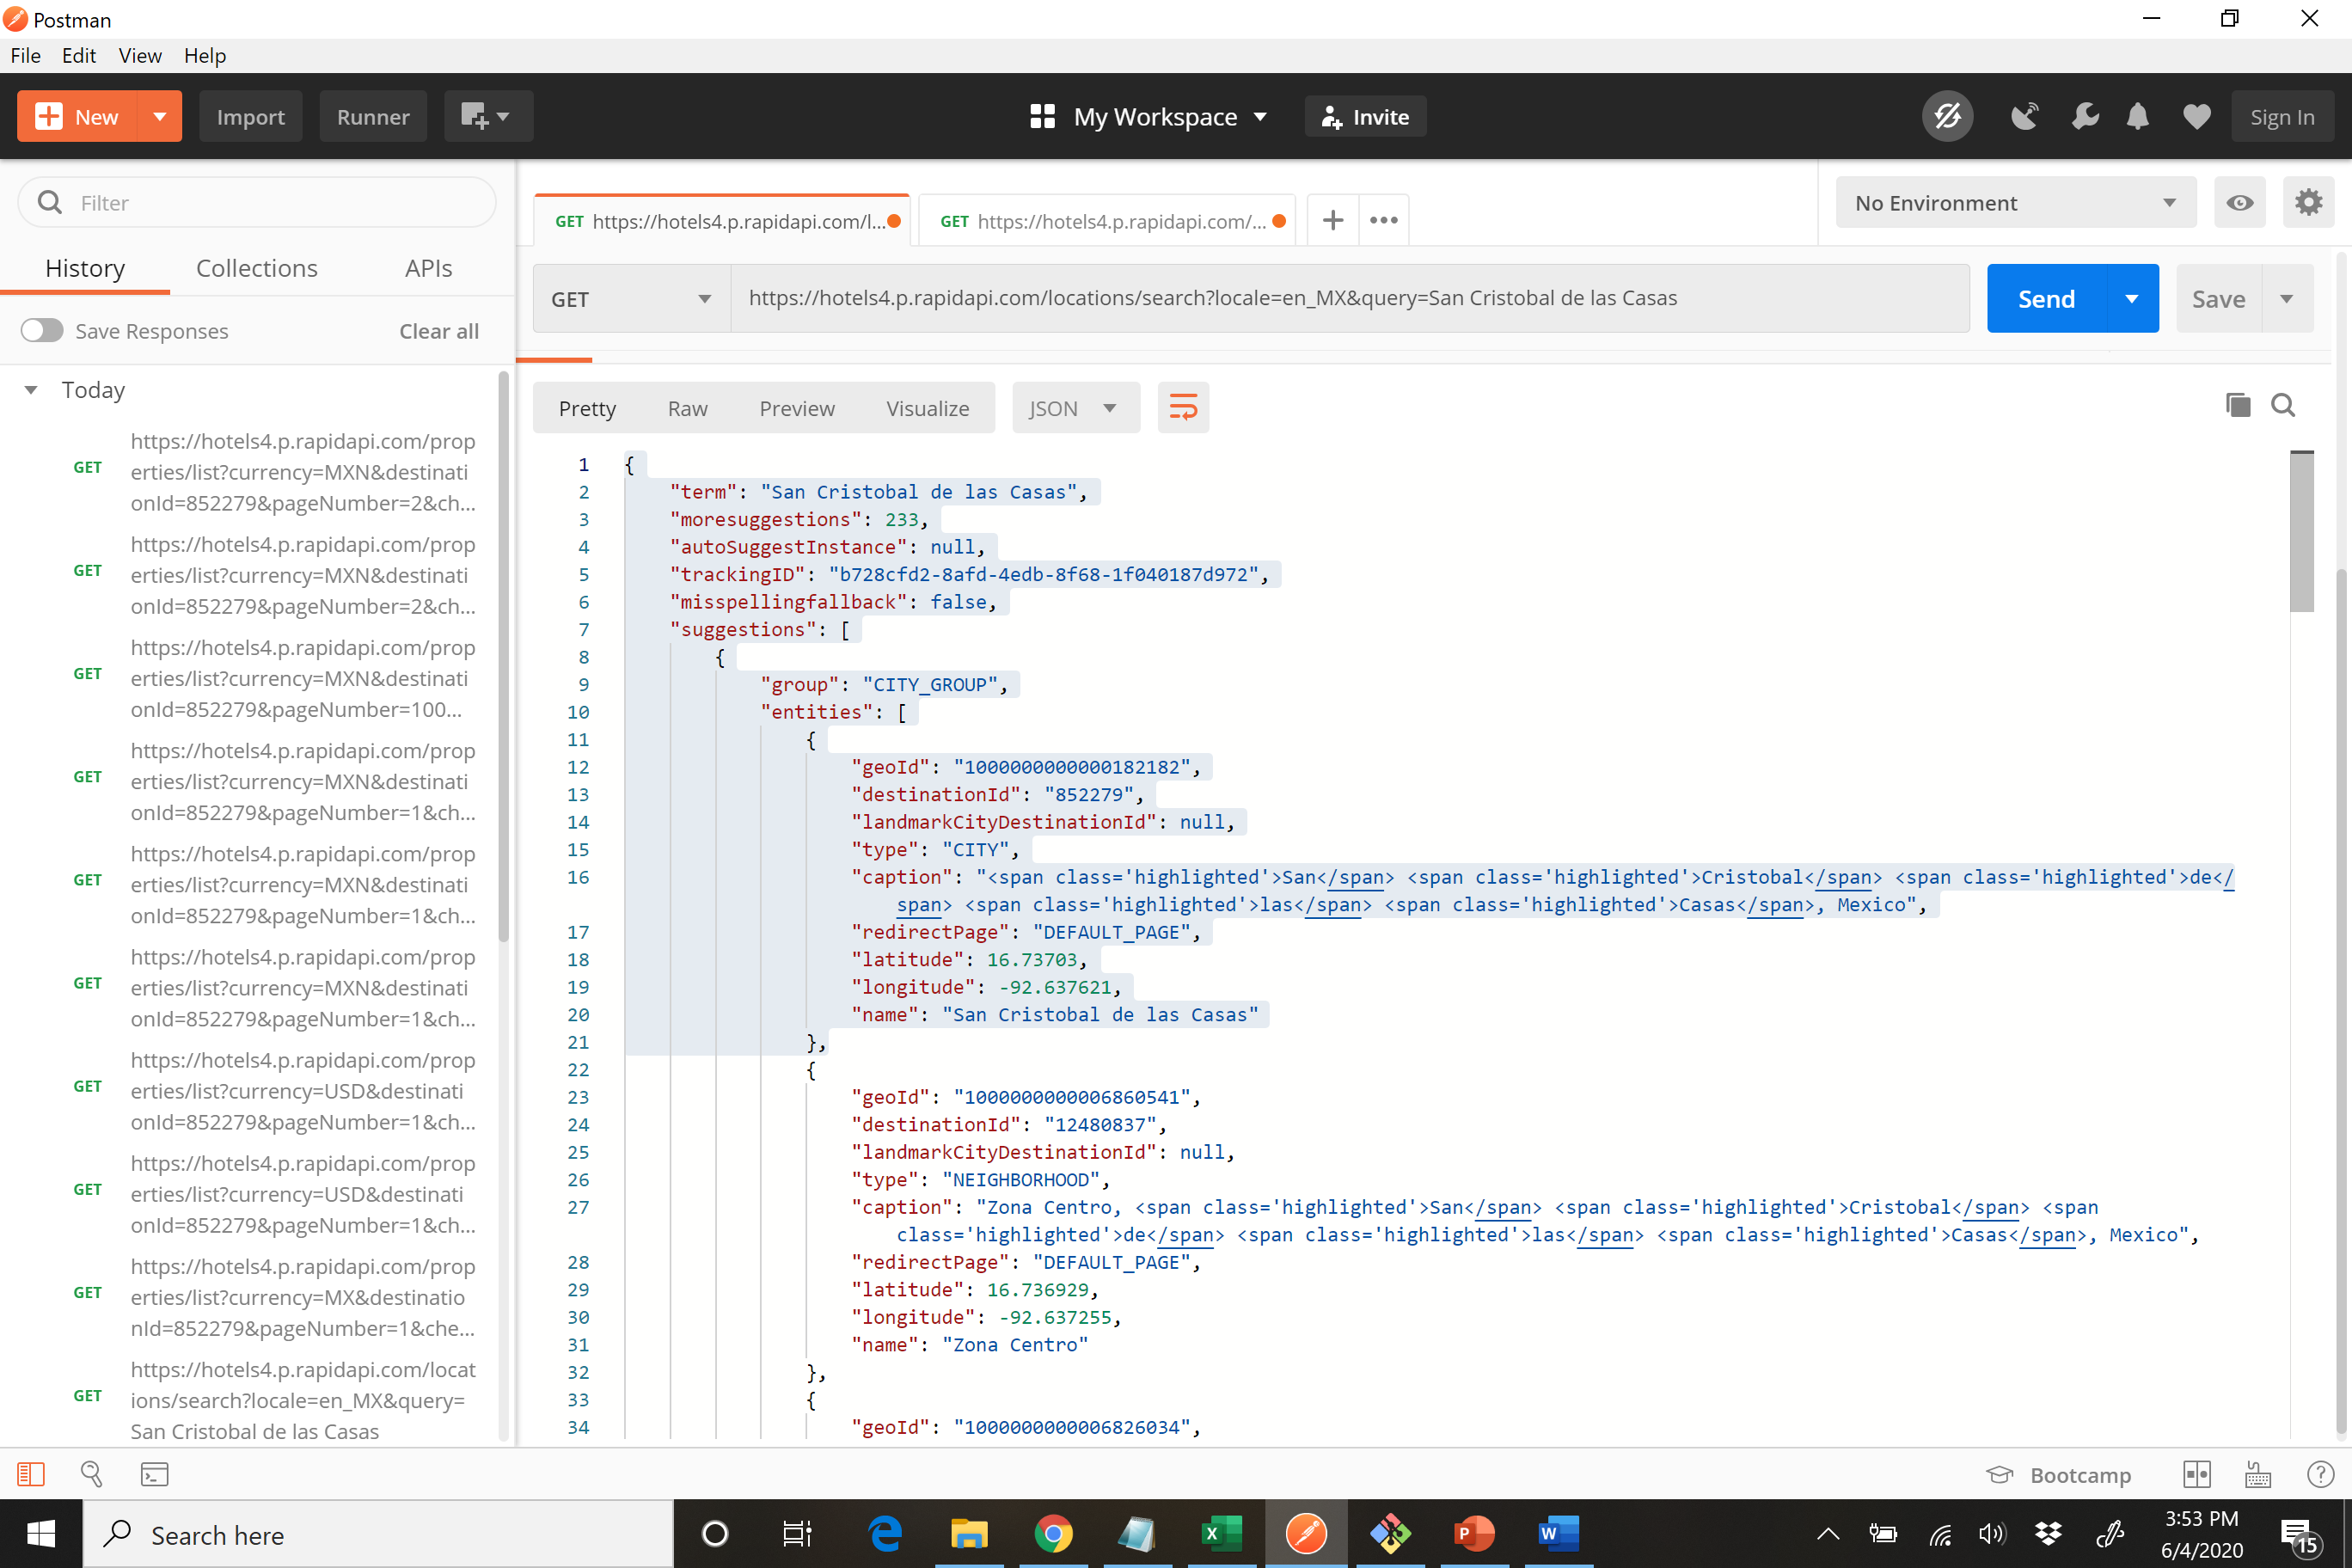 Postman
File Edit View Help
New Import Runner My Workspace Invite Sign In
Filter
History Collections APIs
Save Responses Clear all
Today
GET https://hotels4.p.rapidapi.com/prop
erties/list?currency=MXN&destinati
onId=852279&pageNumber=2&ch...
GET https://hotels4.p.rapidapi.com/prop
erties/list?currency=MXN&destinati
onId=852279&pageNumber=2&ch...
GET https://hotels4.p.rapidapi.com/prop
erties/list?currency=MXN&destinati
onId=852279&pageNumber=100...
GET https://hotels4.p.rapidapi.com/prop
erties/list?currency=MXN&destinati
onId=852279&pageNumber=1&ch...
GET https://hotels4.p.rapidapi.com/prop
erties/list?currency=MXN&destinati
onId=852279&pageNumber=1&ch...
GET https://hotels4.p.rapidapi.com/prop
erties/list?currency=MXN&destinati
onId=852279&pageNumber=1&ch...
GET https://hotels4.p.rapidapi.com/prop
erties/list?currency=USD&destinati
onId=852279&pageNumber=1&ch...
GET https://hotels4.p.rapidapi.com/prop
erties/list?currency=USD&destinati
onId=852279&pageNumber=1&ch...
GET https://hotels4.p.rapidapi.com/prop
erties/list?currency=MX&destinatio
nId=852279&pageNumber=1&che...
GET https://hotels4.p.rapidapi.com/locat
ions/search?locale=en_MX&query=
San Cristobal de las Casas
GET https://hotels4.p.rapidapi.com/l... GET https://hotels4.p.rapidapi.com/... No Environment
GET https://hotels4.p.rapidapi.com/locations/search?locale=en_MX&query=San Cristobal de las Casas Send Save
Pretty Raw Preview Visualize JSON
1 {
2 "term": "San Cristobal de las Casas",
3 "moresuggestions": 233,
4 "autoSuggestInstance": null,
5 "trackingID": "b728cfd2-8afd-4edb-8f68-1f040187d972",
6 "misspellingfallback": false,
7 "suggestions": [
8 {
9 "group": "CITY_GROUP",
10 "entities": [
11 {
12 "geoId": "1000000000000182182",
13 "destinationId": "852279",
14 "landmarkCityDestinationId": null,
15 "type": "CITY",
16 "caption": "<span class='highlighted'>San</span> <span class='highlighted'>Cristobal</span> <span class='highlighted'>de</
span> <span class='highlighted'>las</span> <span class='highlighted'>Casas</span>, Mexico",
17 "redirectPage": "DEFAULT_PAGE",
18 "latitude": 16.73703,
19 "longitude": -92.637621,
20 "name": "San Cristobal de las Casas"
21 },
22 {
23 "geoId": "1000000000006860541",
24 "destinationId": "12480837",
25 "landmarkCityDestinationId": null,
26 "type": "NEIGHBORHOOD",
27 "caption": "Zona Centro, <span class='highlighted'>San</span> <span class='highlighted'>Cristobal</span> <span
class='highlighted'>de</span> <span class='highlighted'>las</span> <span class='highlighted'>Casas</span>, Mexico",
28 "redirectPage": "DEFAULT_PAGE",
29 "latitude": 16.736929,
30 "longitude": -92.637255,
31 "name": "Zona Centro"
32 },
33 {
34 "geoId": "1000000000006826034",
Bootcamp
Search here
3:53 PM
6/4/2020
15